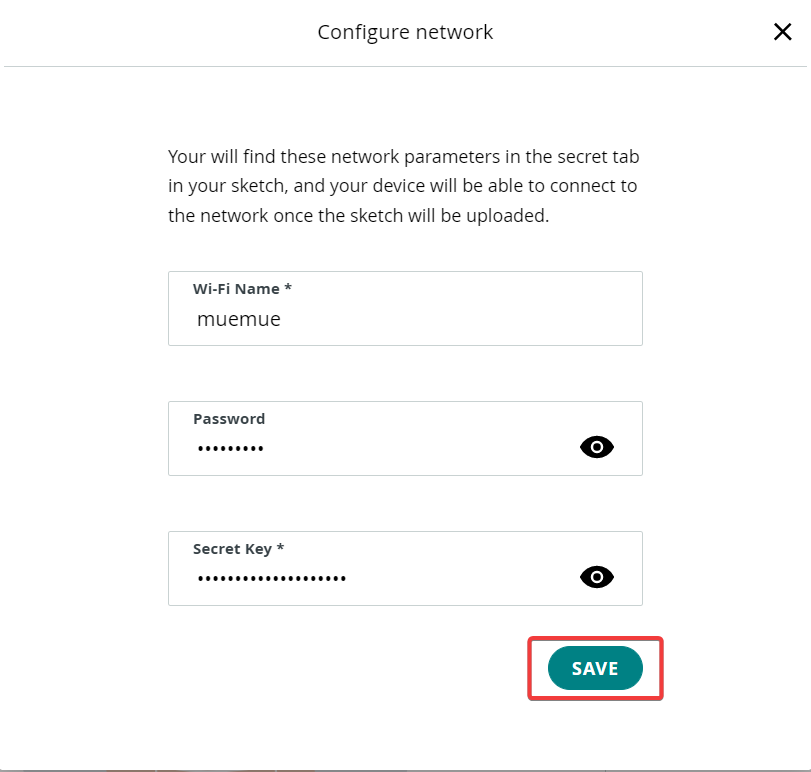 Configure network
Your will find these network parameters in the secret tab
in your sketch, and your device will be able to connect to
the network once the sketch will be uploaded.
Wi-Fi Name *
muemue
Password
•••••••••
Secret Key *
••••••••••••••••••••
SAVE